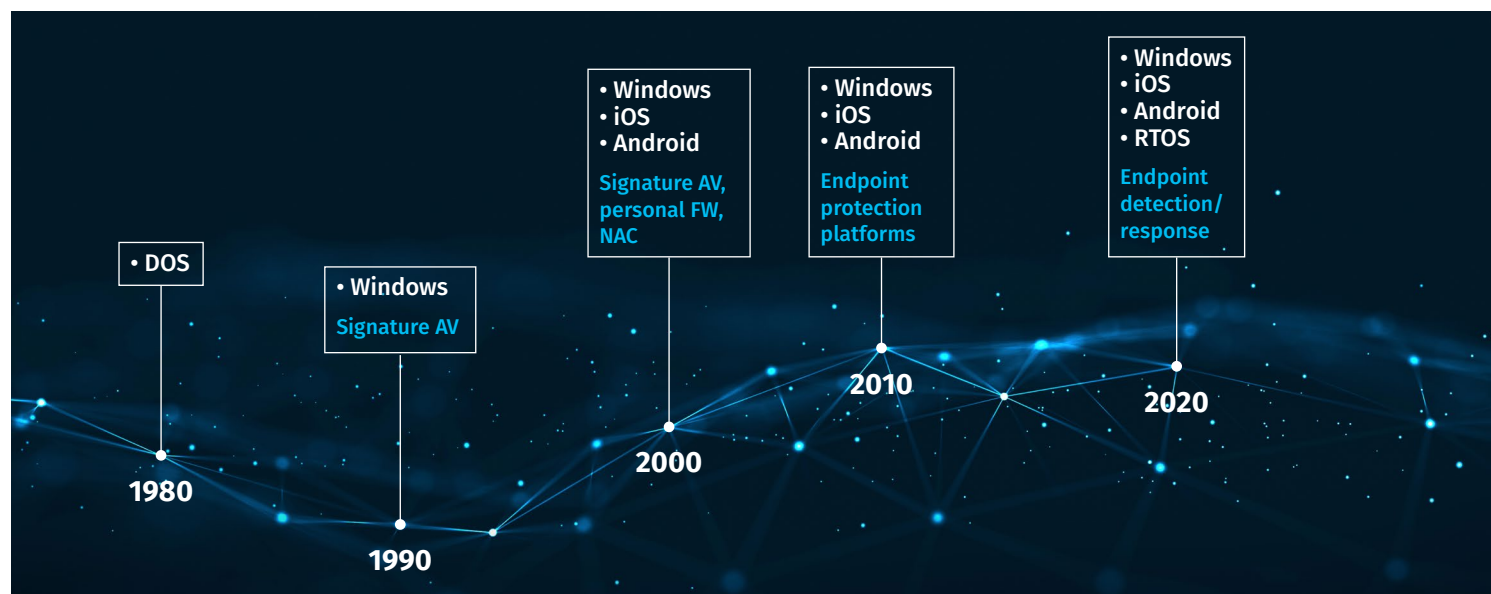 • DOS
1980
• Windows
Signature AV
1990
• Windows
• iOS
• Android
Signature AV,
personal FW,
NAC
2000
• Windows
• iOS
• Android
Endpoint
protection
platforms
2010
• Windows
• iOS
• Android
• RTOS
Endpoint
detection/
response
2020